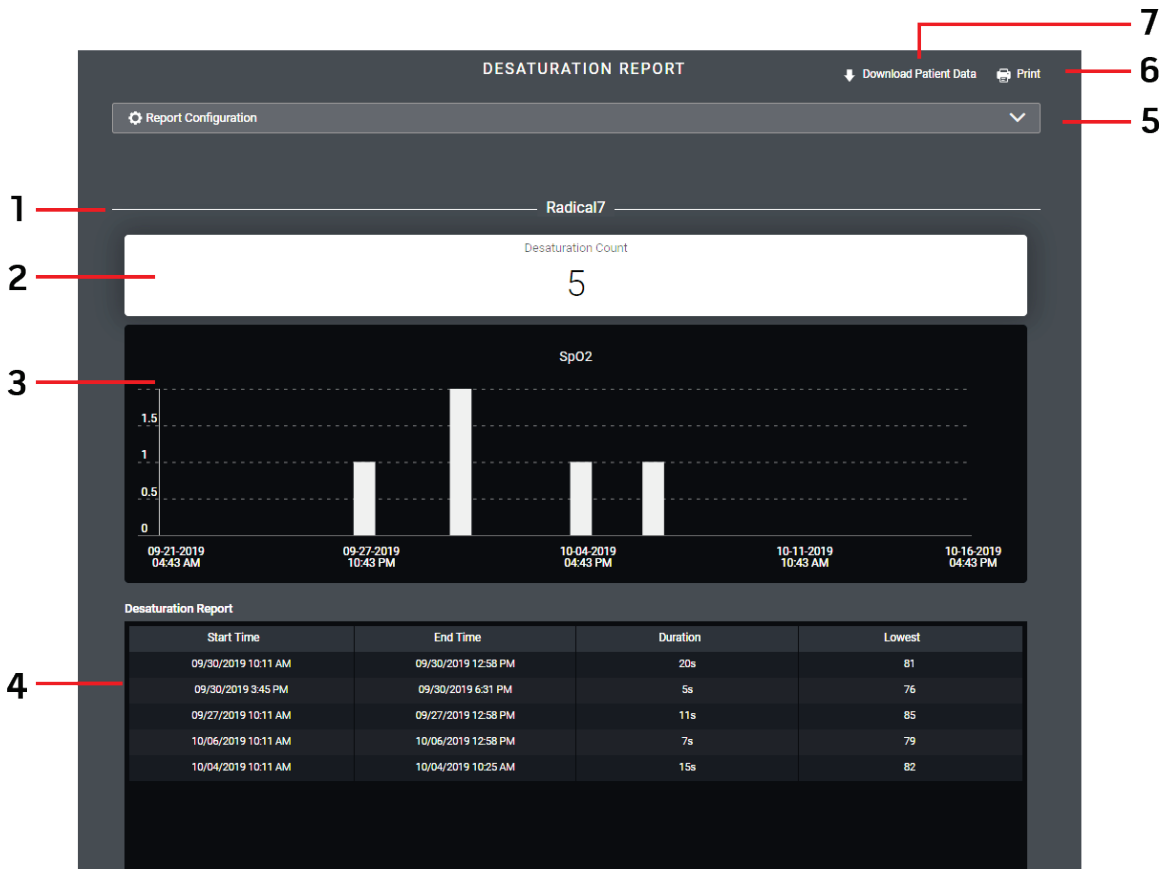 7
DESATURATION REPORT
Download Patient Data Print
6
Report Configuration
5
1
Radical7
Desaturation Count
2
5
SpO2
3
1.5
1
0.5
0
09-21-2019 09-27-2019 10-04-2019 10-11-2019 10-16-2019
04:43 AM 10:43 PM 04:43 PM 10:43 AM 04:43 PM
Desaturation Report
Start Time End Time Duration Lowest
09/30/2019 10:11 AM 09/30/2019 12:58 PM 20s 81
4
09/30/2019 3:45 PM 09/30/2019 6:31 PM 5s 76
09/27/2019 10:11 AM 09/27/2019 12:58 PM 11s 85
10/06/2019 10:11 AM 10/06/2019 12:58 PM 7s 79
10/04/2019 10:11 AM 10/04/2019 10:25 AM 15s 82